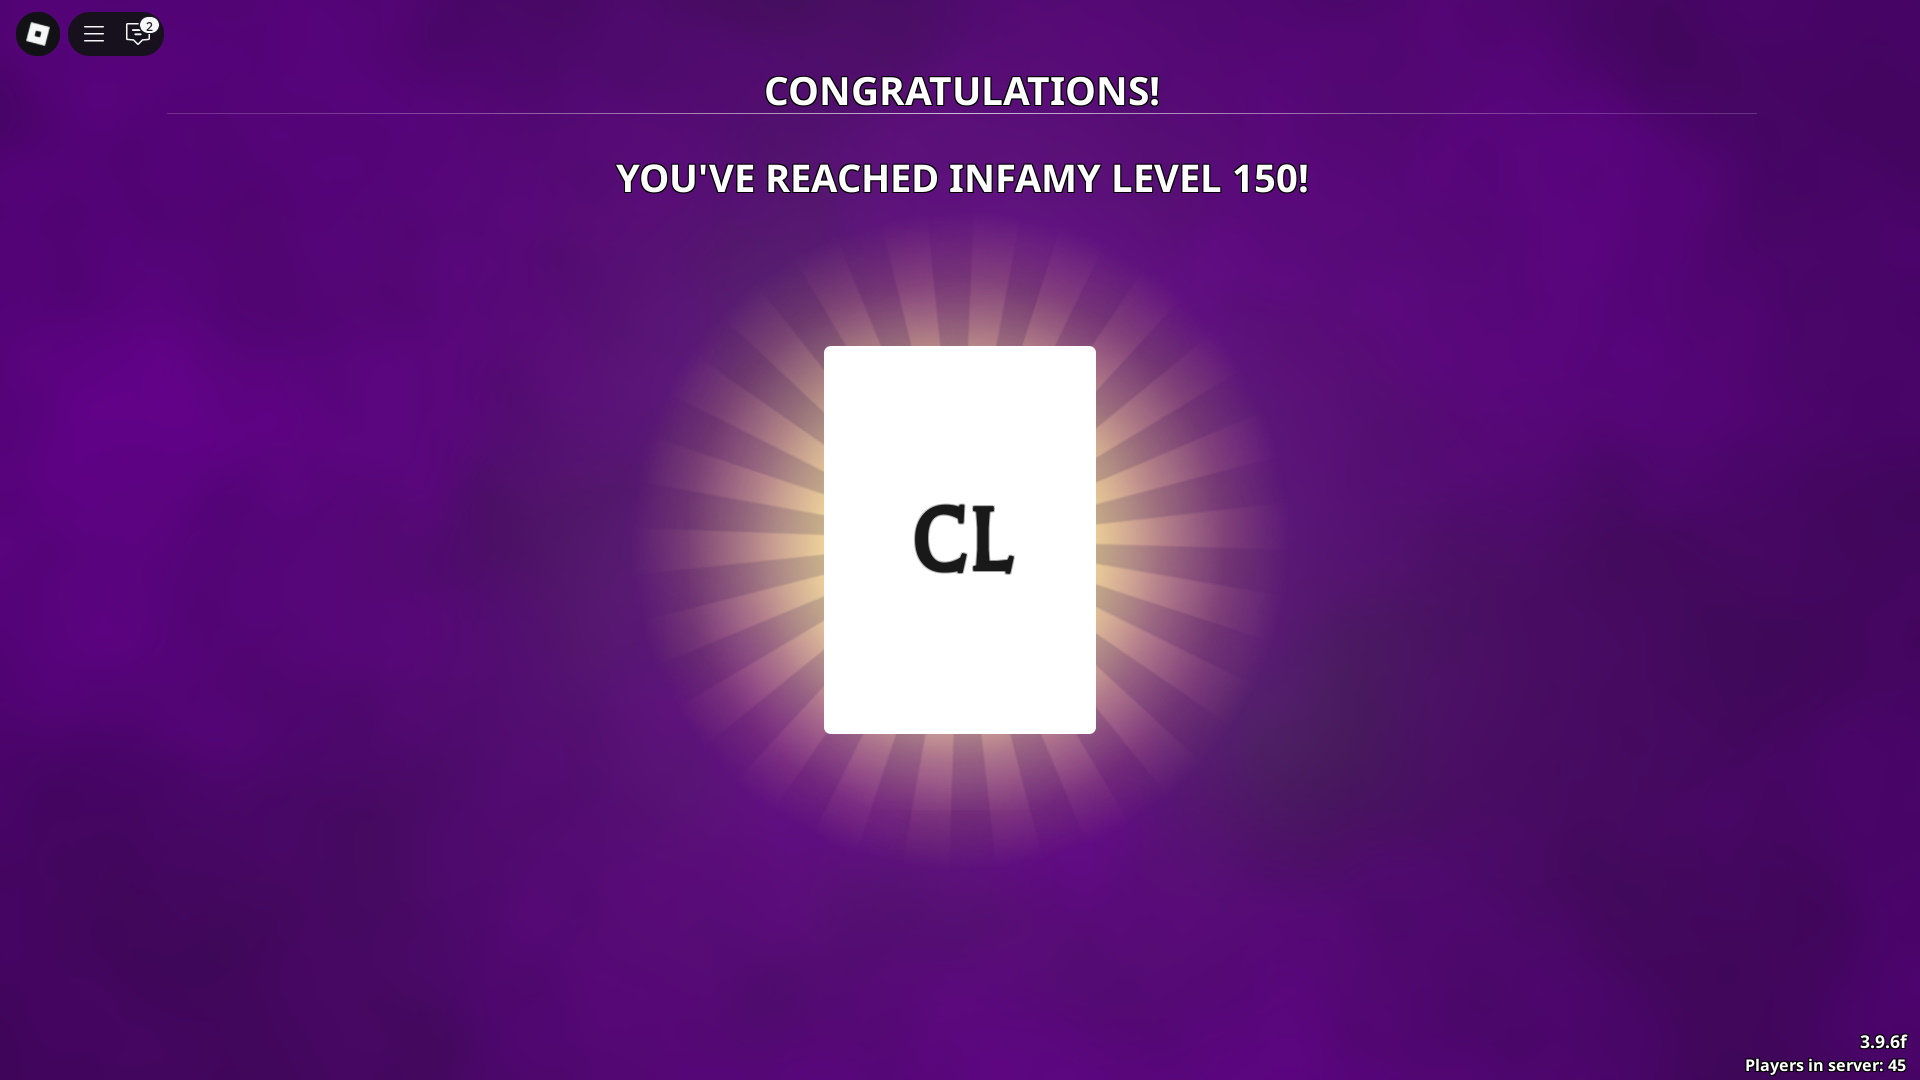 2
CONGRATULATIONS!
YOU'VE REACHED INFAMY LEVEL 150!
CL
3.9.6f
Players in server: 45